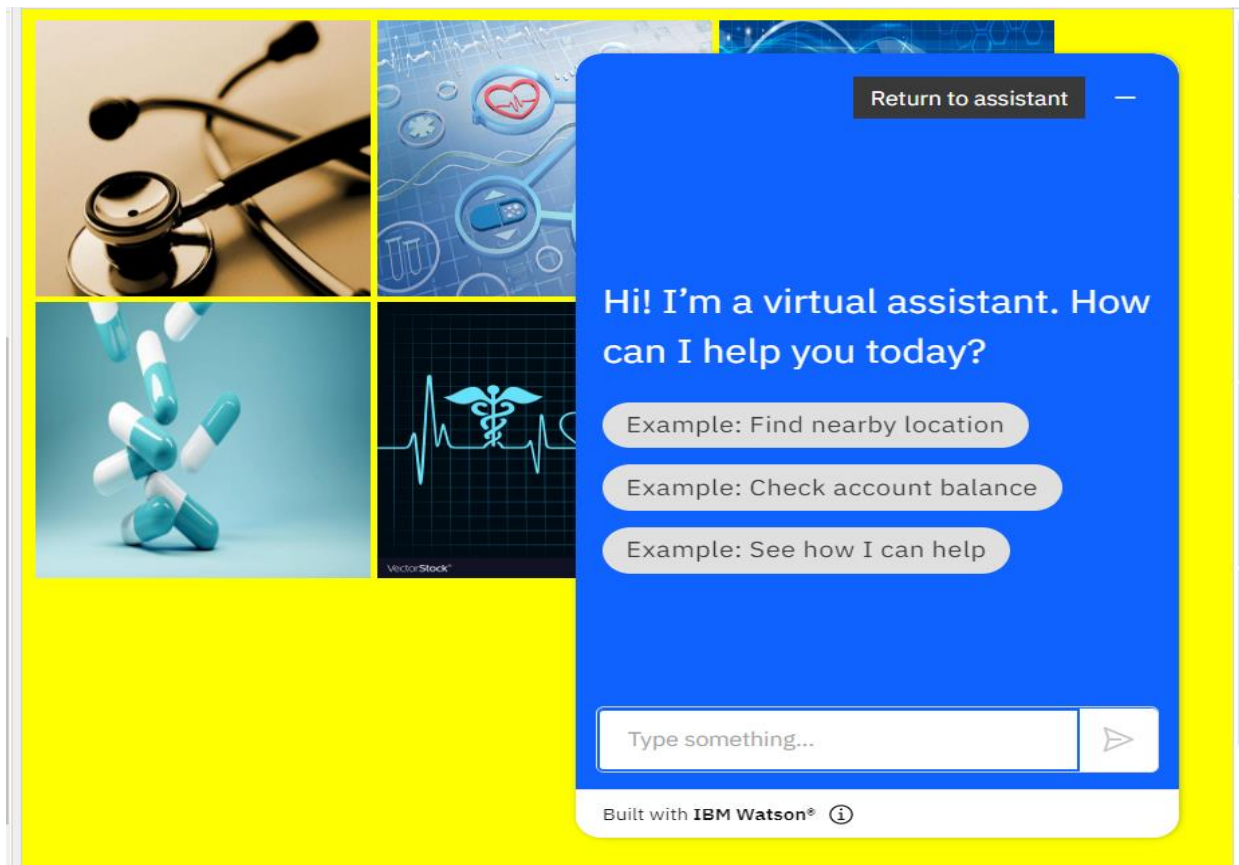 Return to assistant
Hi! I’m a virtual assistant. How
can I help you today?
Example: Find nearby location
Example: Check account balance
Example: See how I can help
VectorStock®
Type something...
Built with IBM Watson®